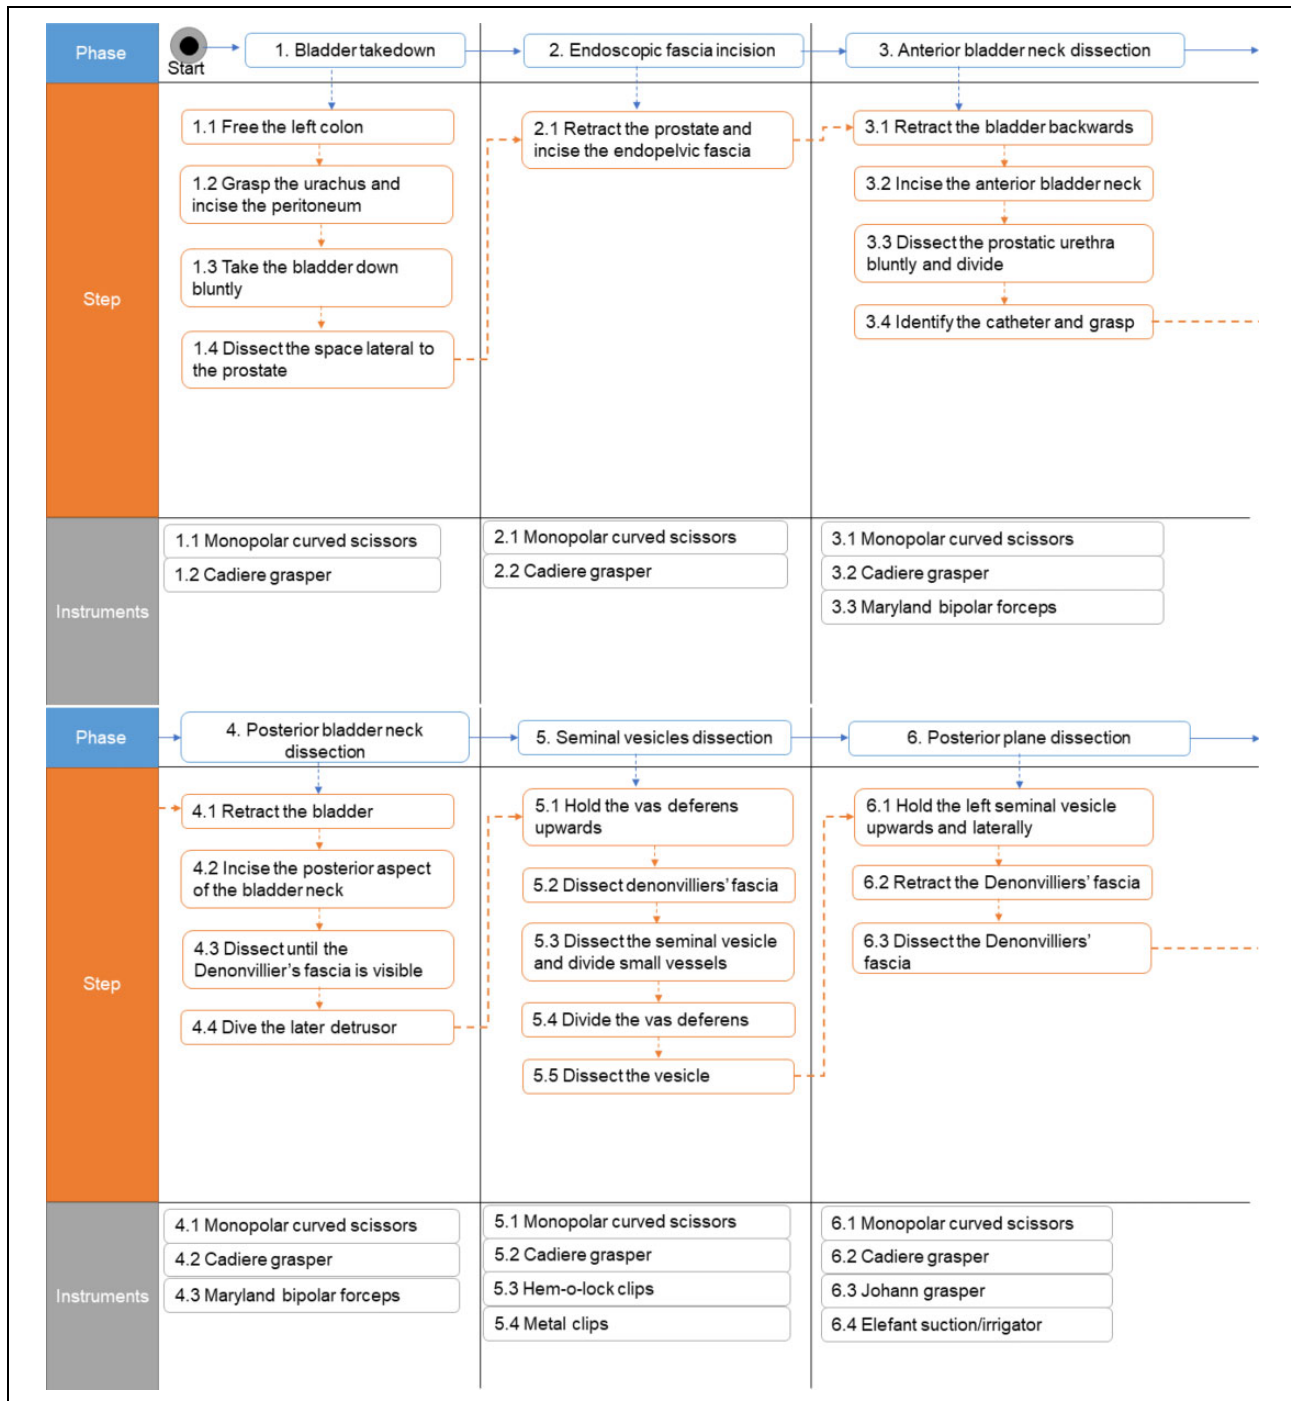 Phase
Start
1. Bladder takedown
2. Endoscopic fascia incision
3. Anterior bladder neck dissection
Step
1.1 Free the left colon
1.2 Grasp the urachus and
incise the peritoneum
1.3 Take the bladder down
bluntly
1.4 Dissect the space lateral to
the prostate
2.1 Retract the prostate and
incise the endopelvic fascia
3.1 Retract the bladder backwards
3.2 Incise the anterior bladder neck
3.3 Dissect the prostatic urethra
bluntly and divide
3.4 Identify the catheter and grasp
Instruments
1.1 Monopolar curved scissors
1.2 Cadiere grasper
2.1 Monopolar curved scissors
2.2 Cadiere grasper
3.1 Monopolar curved scissors
3.2 Cadiere grasper
3.3 Maryland bipolar forceps
Phase
4. Posterior bladder neck
dissection
5. Seminal vesicles dissection
6. Posterior plane dissection
Step
4.1 Retract the bladder
4.2 Incise the posterior aspect
of the bladder neck
4.3 Dissect until the
Denonvillier's fascia is visible
4.4 Dive the later detrusor
5.1 Hold the vas deferens
upwards
5.2 Dissect denonvilliers' fascia
5.3 Dissect the seminal vesicle
and divide small vessels
5.4 Divide the vas deferens
5.5 Dissect the vesicle
6.1 Hold the left seminal vesicle
upwards and laterally
6.2 Retract the Denonvilliers' fascia
6.3 Dissect the Denonvilliers'
fascia
Instruments
4.1 Monopolar curved scissors
4.2 Cadiere grasper
4.3 Maryland bipolar forceps
5.1 Monopolar curved scissors
5.2 Cadiere grasper
5.3 Hem-o-lock clips
5.4 Metal clips
6.1 Monopolar curved scissors
6.2 Cadiere grasper
6.3 Johann grasper
6.4 Elefant suction/irrigator